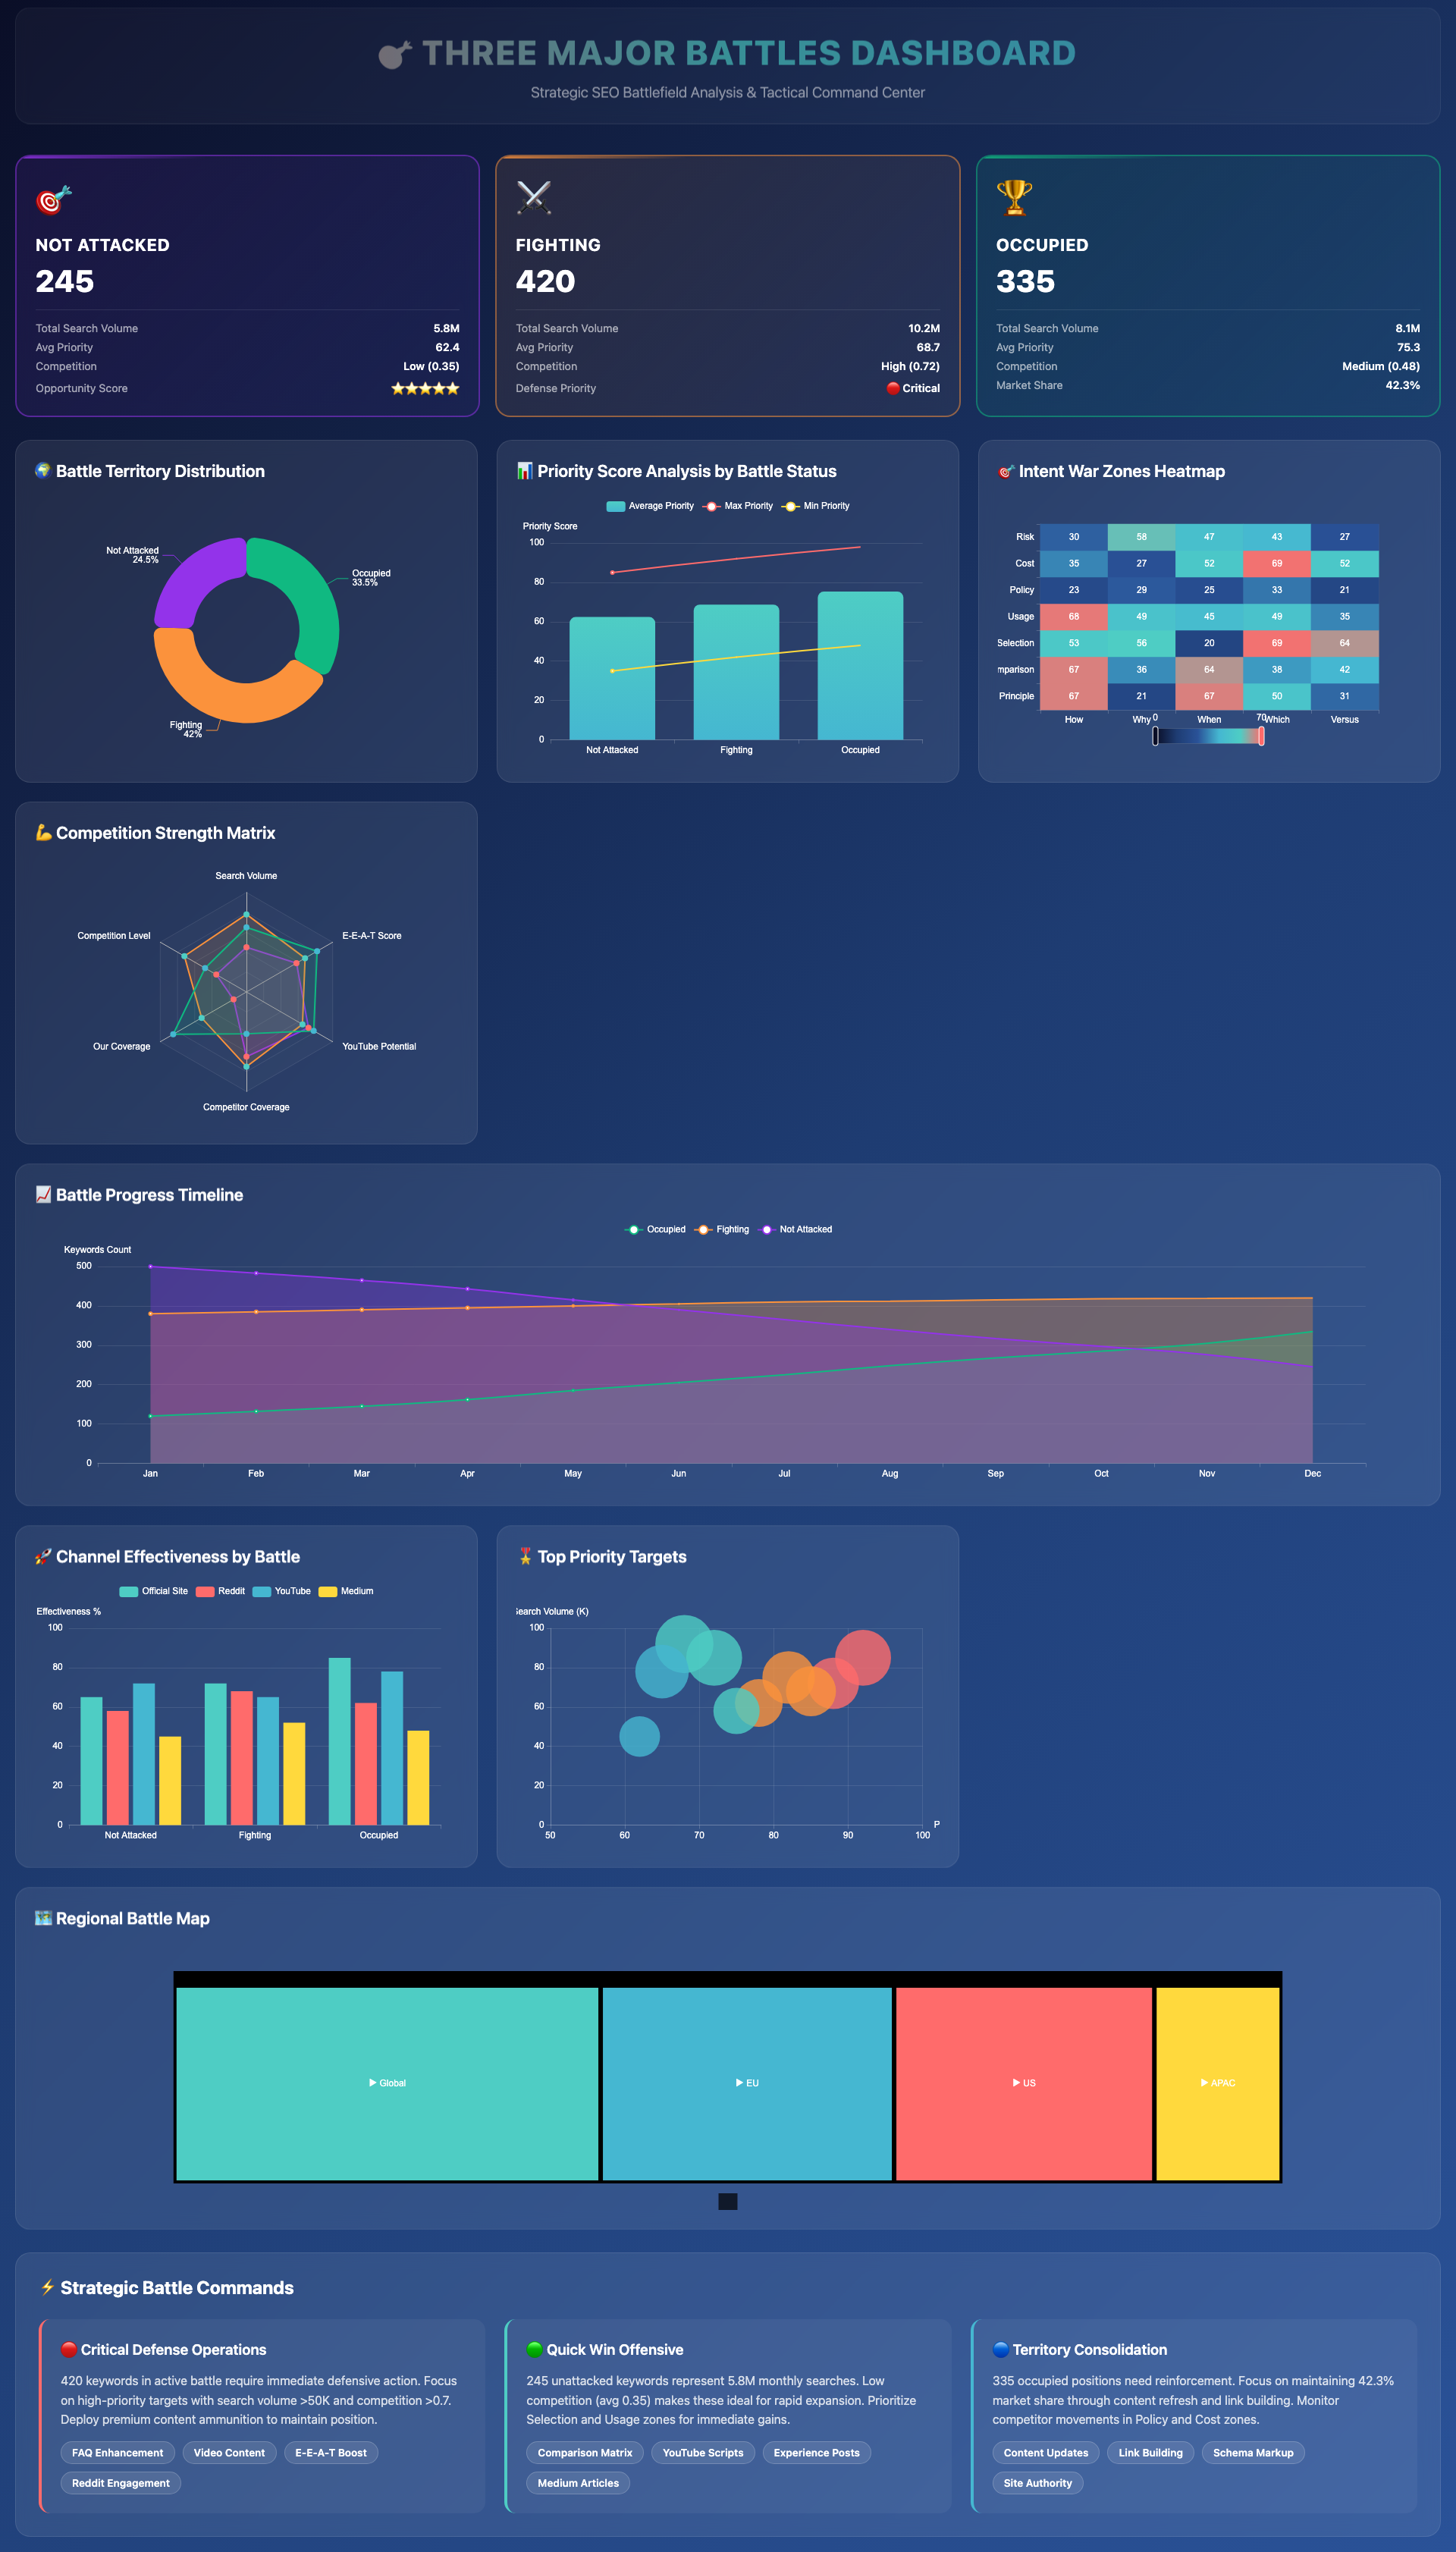 THREE MAJOR BATTLES DASHBOARD
Strategic SEO Battlefield Analysis & Tactical Command Center
NOT ATTACKED
245
Total Search Volume 5.8M
Avg Priority 62.4
Competition Low (0.35)
Opportunity Score
FIGHTING
420
Total Search Volume 10.2M
Avg Priority 68.7
Competition High (0.72)
Defense Priority Critical
OCCUPIED
335
Total Search Volume 8.1M
Avg Priority 75.3
Competition Medium (0.48)
Market Share 42.3%
Battle Territory Distribution
Not Attacked
24.5%
Occupied
33.5%
Fighting
42%
Priority Score Analysis by Battle Status
Average Priority Max Priority Min Priority
Priority Score
100
80
60
40
20
0
Not Attacked Fighting Occupied
Intent War Zones Heatmap
Risk 30 58 47 43 27
Cost 35 27 52 69 52
Policy 23 29 25 33 21
Usage 68 49 45 49 35
Selection 53 56 20 69 64
mparison 67 36 64 38 42
Principle 67 21 67 50 31
How Why When Which Versus
0 70
Competition Strength Matrix
Search Volume
Competition Level E-E-A-T Score
Our Coverage YouTube Potential
Competitor Coverage
Battle Progress Timeline
Occupied Fighting Not Attacked
Keywords Count
500
400
300
200
100
0
Jan Feb Mar Apr May Jun Jul Aug Sep Oct Nov Dec
Channel Effectiveness by Battle
Official Site Reddit YouTube Medium
Effectiveness %
100
80
60
40
20
0
Not Attacked Fighting Occupied
Top Priority Targets
Search Volume (K)
100
80
60
40
20
0
50 60 70 80 90 100
P
Regional Battle Map
Global EU US APAC
Strategic Battle Commands
Critical Defense Operations
420 keywords in active battle require immediate defensive action. Focus
on high-priority targets with search volume >50K and competition >0.7.
Deploy premium content ammunition to maintain position.
FAQ Enhancement Video Content E-E-A-T Boost
Reddit Engagement
Quick Win Offensive
245 unattacked keywords represent 5.8M monthly searches. Low
competition (avg 0.35) makes these ideal for rapid expansion. Prioritize
Selection and Usage zones for immediate gains.
Comparison Matrix YouTube Scripts Experience Posts
Medium Articles
Territory Consolidation
335 occupied positions need reinforcement. Focus on maintaining 42.3%
market share through content refresh and link building. Monitor
competitor movements in Policy and Cost zones.
Content Updates Link Building Schema Markup
Site Authority